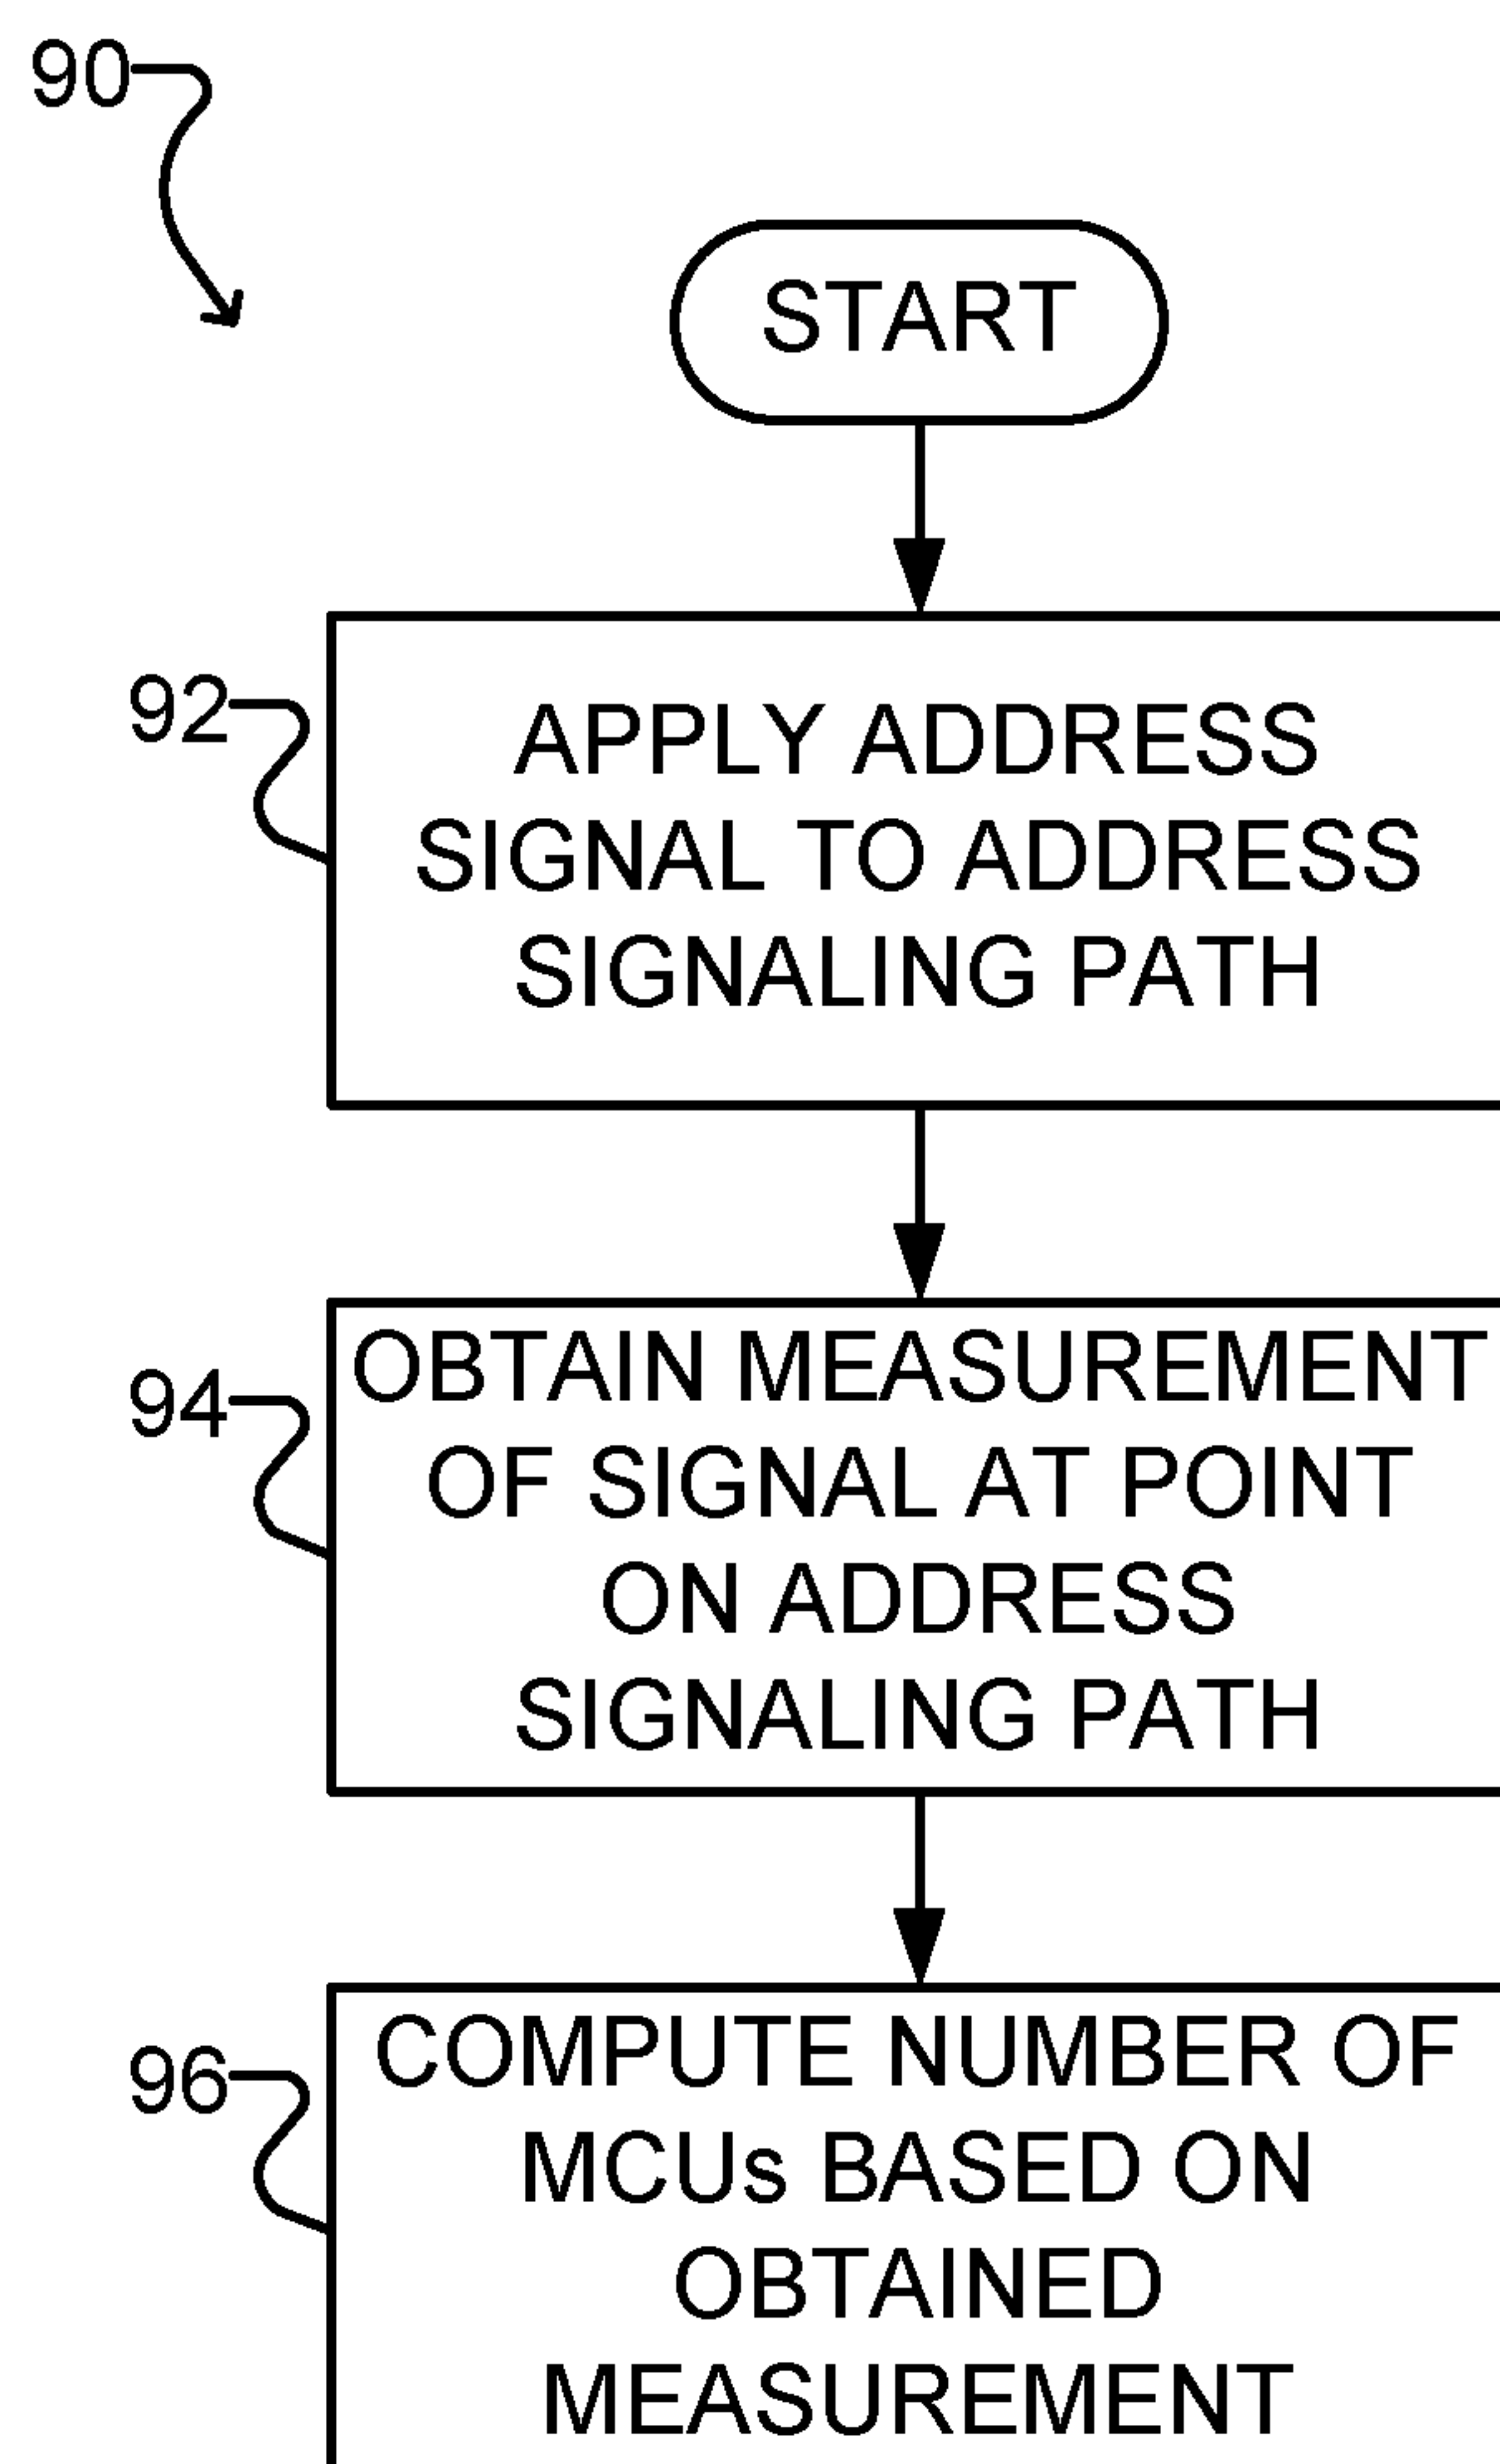 90
START
92
APPLY ADDRESS
SIGNAL TO ADDRESS
SIGNALING PATH
94
OBTAIN MEASUREMENT
OF SIGNAL AT POINT
ON ADDRESS
SIGNALING PATH
96
COMPUTE NUMBER OF
MCUs BASED ON
OBTAINED
MEASUREMENT